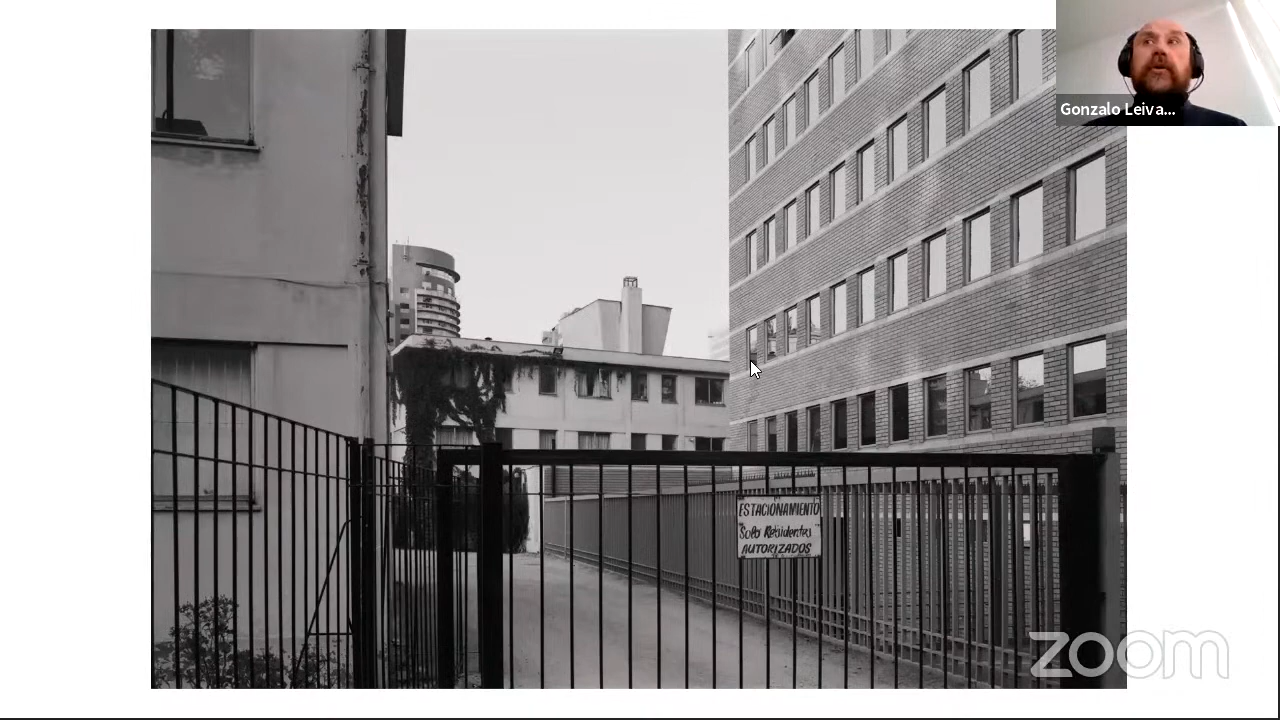 Gonzalo Leiva...
ESTACIONAMIENTO
Solo Residentes
AUTORIZADOS
zoom